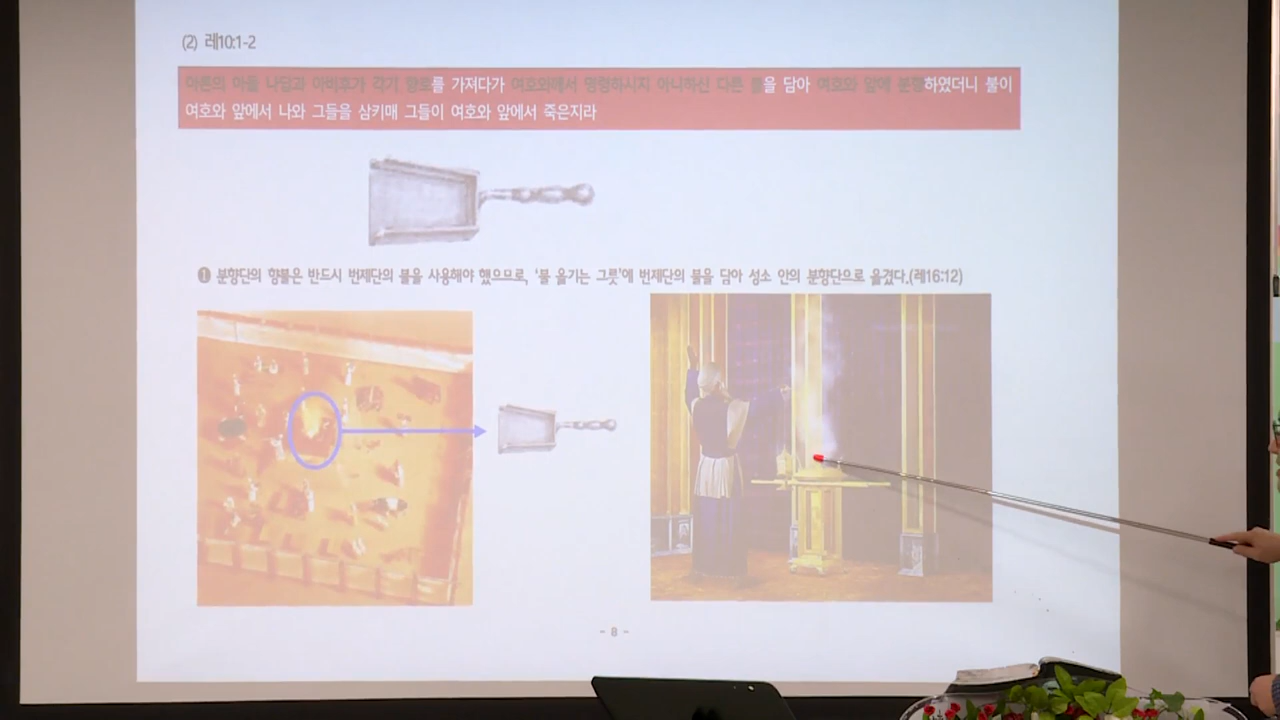 (2) 레10:1-2
아론의 아들 나답과 아비후가 각기 향로를 가져다가 여호와께서 명령하시지 아니하신 다른 불을 담아 여호와 앞에 분향하였더니 불이
여호와 앞에서 나와 그들을 삼키매 그들이 여호와 앞에서 죽은지라
❶ 분향단의 향불은 반드시 번제단의 불을 사용해야 했으므로, '불 옮기는 그릇'에 번제단의 불을 담아 성소 안의 분향단으로 옮겼다.(레16:12)
- 8 -